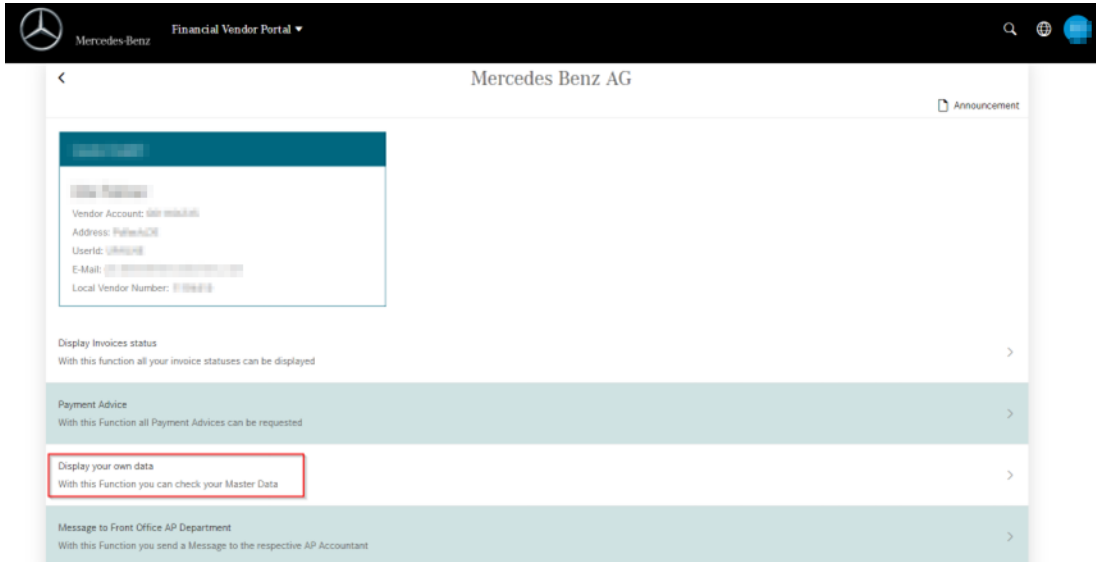 Mercedes-Benz
Financial Vendor Portal
Mercedes Benz AG
Announcement
Vendor Account:
Address:
UserId:
E-Mail:
Local Vendor Number:
Display Invoices status
With this function all your invoice statuses can be displayed
Payment Advice
With this Function all Payment Advices can be requested
Display your own data
With this Function you can check your Master Data
Message to Front Office AP Department
With this Function you send a Message to the respective AP Accountant